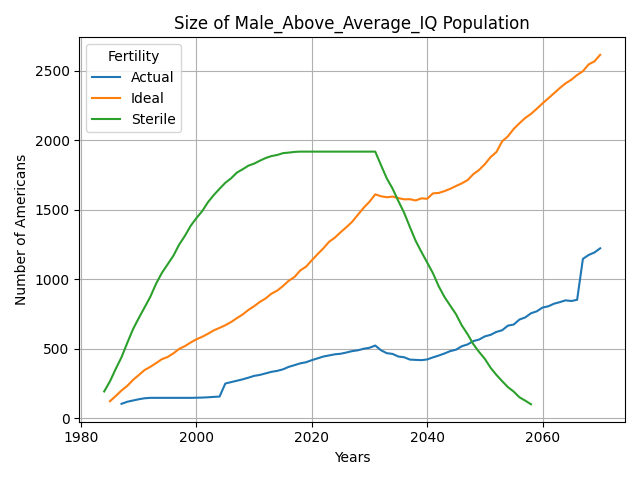 Size of Male_Above_Average_IQ Population
Fertility
Actual
Ideal
Sterile
Number of Americans
2500
2000
1500
1000
500
0
1980
2000
2020
2040
2060
Years